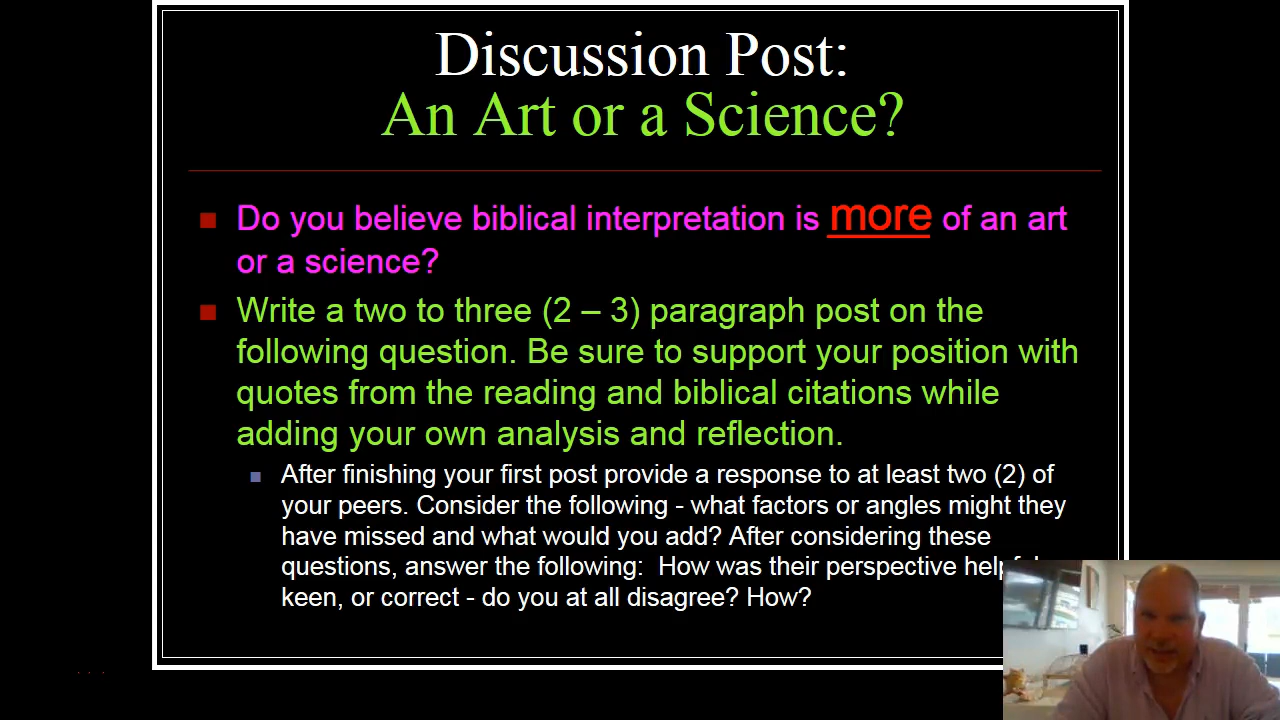 Discussion Post:
An Art or a Science?
Do you believe biblical interpretation is more of an art
or a science?
Write a two to three (2 – 3) paragraph post on the
following question. Be sure to support your position with
quotes from the reading and biblical citations while
adding your own analysis and reflection.
After finishing your first post provide a response to at least two (2) of
your peers. Consider the following - what factors or angles might they
have missed and what would you add? After considering these
questions, answer the following:  How was their perspective
keen, or correct - do you at all disagree? How?